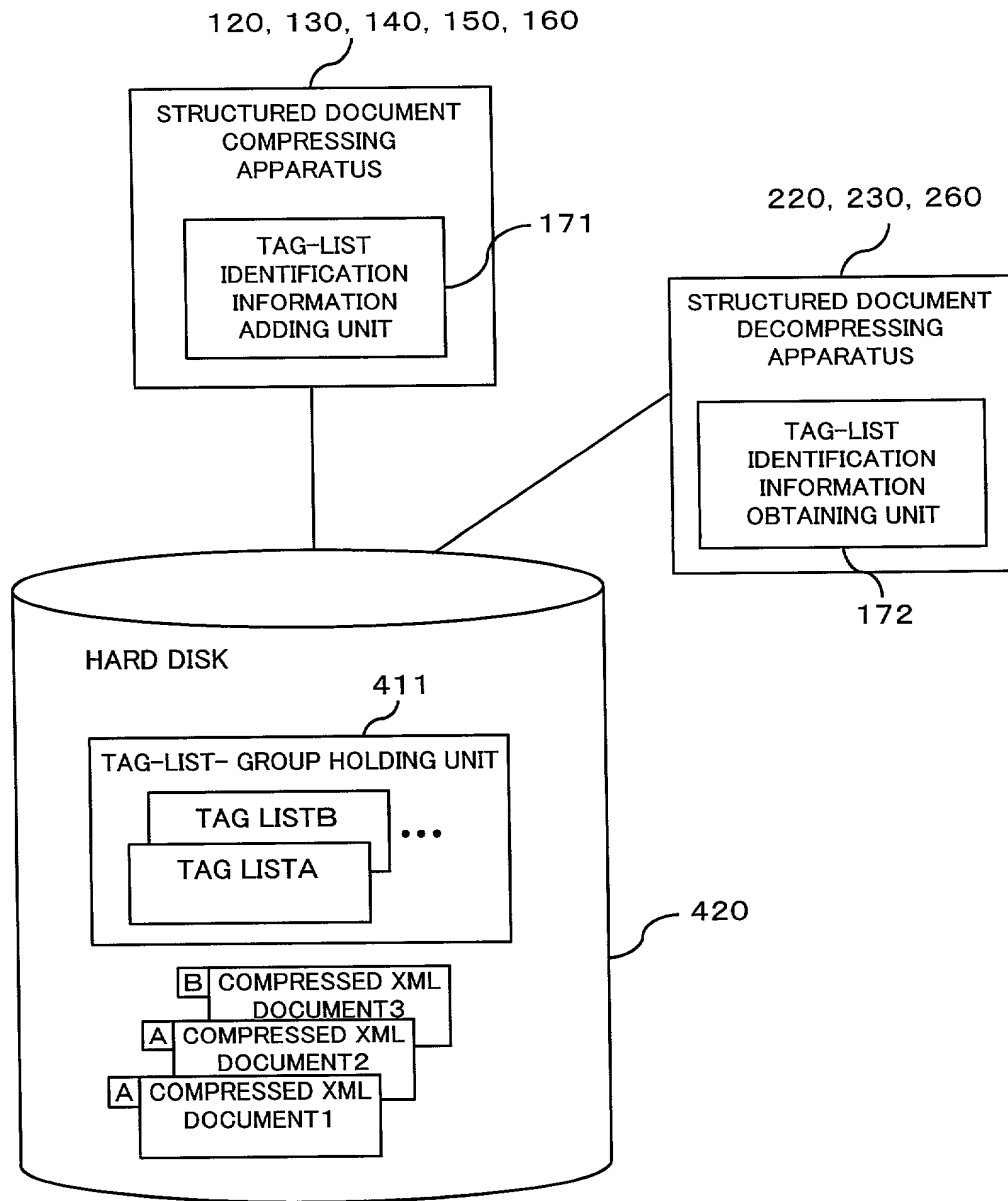 120, 130, 140, 150, 160
STRUCTURED DOCUMENT
COMPRESSING
APPARATUS
TAG-LIST
IDENTIFICATION
INFORMATION
ADDING UNIT
171
220, 230, 260
STRUCTURED DOCUMENT
DECOMPRESSING
APPARATUS
TAG-LIST
IDENTIFICATION
INFORMATION
OBTAINING UNIT
172
HARD DISK
411
TAG-LIST- GROUP HOLDING UNIT
TAG LISTB
•••
TAG LISTA
420
B COMPRESSED XML
DOCUMENT3
A COMPRESSED XML
DOCUMENT2
A COMPRESSED XML
DOCUMENT1